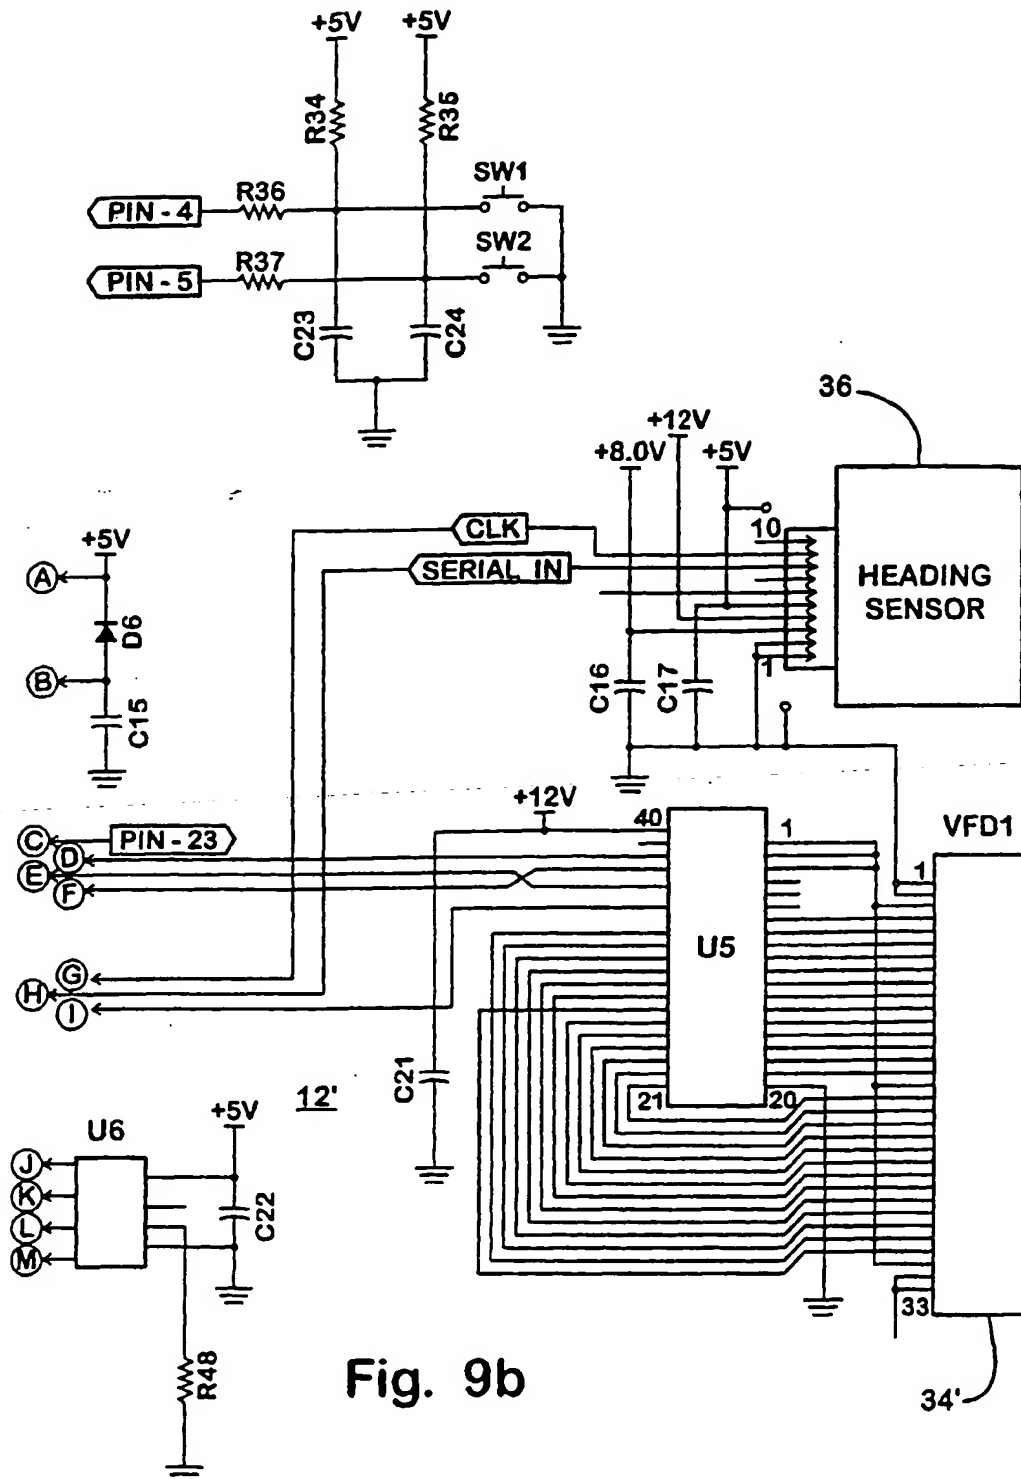 +5V +5V
R34
R35
SW1
R36
PIN - 4
SW2
R37
PIN - 5
C23
C24
36
+12V
+8.0V +5V
CLK
10
+5V
SERIAL IN
A
HEADING
SENSOR
D6
B
1
C16
C17
C15
+12V
40
VFD1
C
PIN - 23
1
D
E
1
F
U5
G
H
I
C21
12'
+5V
21
20
U6
J
K
C22
L
M
33
R48
Fig. 9b
34'